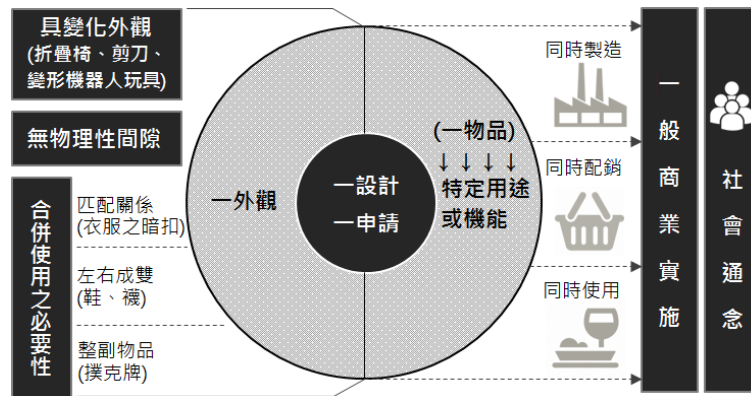 具變化外觀
(折疊椅、剪刀、
變形機器人玩具)
無物理性間隙
合併使用之必要性
匹配關係
(衣服之暗扣)
左右成雙
(鞋、襪)
整副物品
(撲克牌)
一外觀
一設計
一申請
(一物品)
↓ ↓ ↓ ↓
特定用途
或機能
同時製造
同時配銷
同時使用
一般商業實施
社會通念